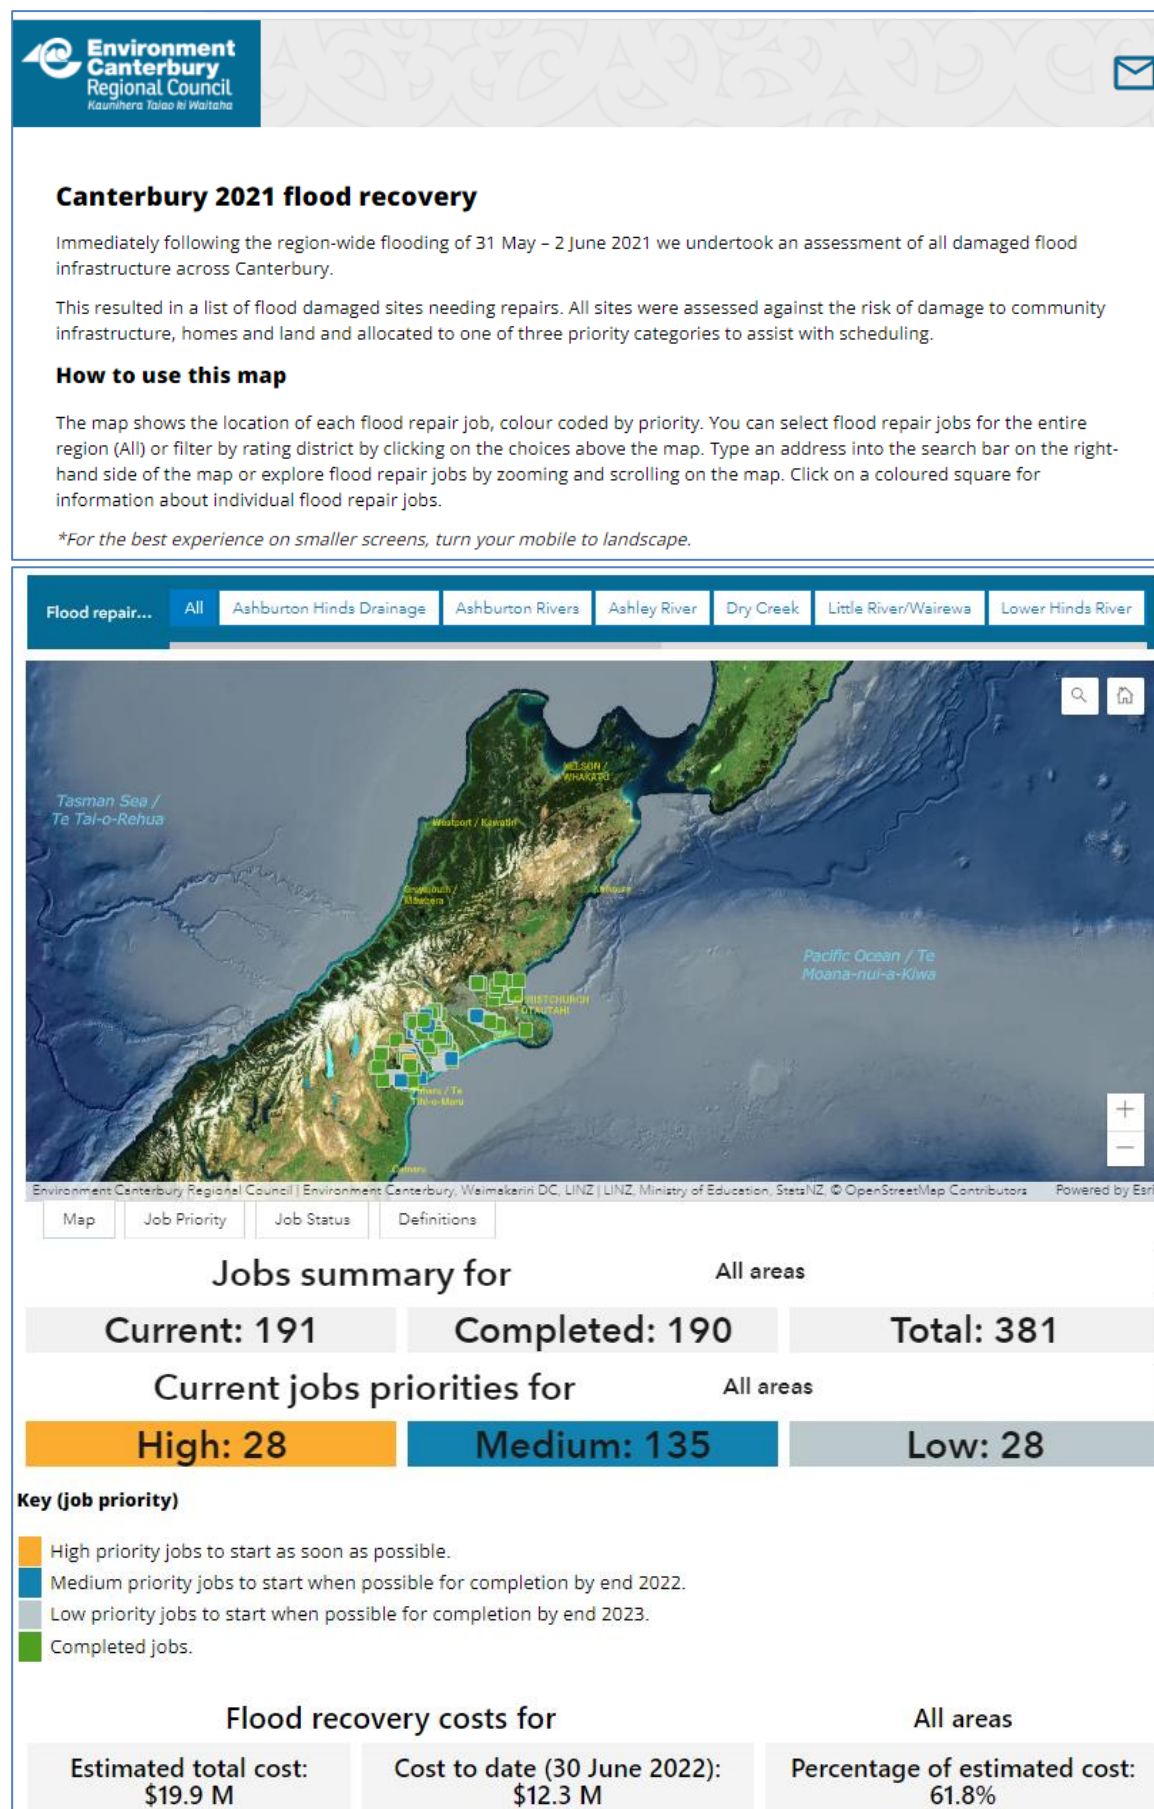 Environment
Canterbury
Regional Council
Kaunihera Taiao ki Waitaha
Canterbury 2021 flood recovery
Immediately following the region-wide flooding of 31 May – 2 June 2021 we undertook an assessment of all damaged flood
infrastructure across Canterbury.
This resulted in a list of flood damaged sites needing repairs. All sites were assessed against the risk of damage to community
infrastructure, homes and land and allocated to one of three priority categories to assist with scheduling.
How to use this map
The map shows the location of each flood repair job, colour coded by priority. You can select flood repair jobs for the entire
region (All) or filter by rating district by clicking on the choices above the map. Type an address into the search bar on the right-
hand side of the map or explore flood repair jobs by zooming and scrolling on the map. Click on a coloured square for
information about individual flood repair jobs.
*For the best experience on smaller screens, turn your mobile to landscape.
Flood repair... All Ashburton Hinds Drainage Ashburton Rivers Ashley River Dry Creek Little River/Wairewa Lower Hinds River
NELSON /
WHAKATŪ
Tasman Sea /
Te Tai-o-Rehua
Westport / Kawatiri
Greymouth /
Māwhera
Kaikoura
Pacific Ocean / Te
Moana-nui-a-Kiwa
Timaru / Te
Tihi-o-Maru
Oamaru
Environment Canterbury Regional Council | Environment Canterbury, Waimakariri DC, LINZ | LINZ, Ministry of Education, StatsNZ, © OpenStreetMap Contributors Powered by Esri
Map Job Priority Job Status Definitions
Jobs summary for All areas
Current: 191 Completed: 190 Total: 381
Current jobs priorities for All areas
High: 28 Medium: 135 Low: 28
Key (job priority)
High priority jobs to start as soon as possible.
Medium priority jobs to start when possible for completion by end 2022.
Low priority jobs to start when possible for completion by end 2023.
Completed jobs.
Flood recovery costs for All areas
Estimated total cost: Cost to date (30 June 2022): Percentage of estimated cost:
$19.9 M $12.3 M 61.8%